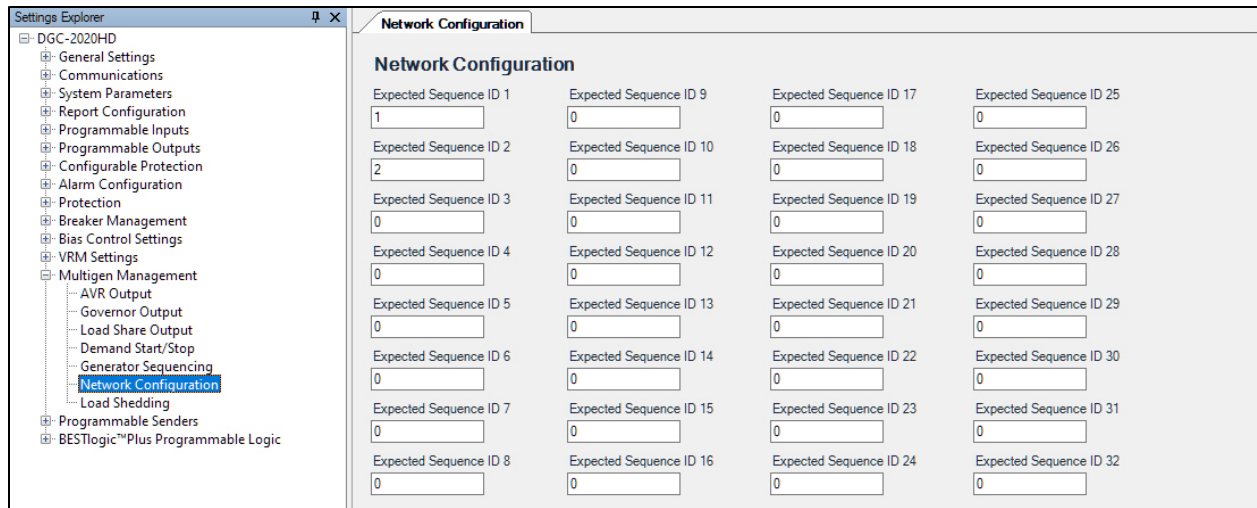 Settings Explorer
DGC-2020HD
General Settings
Communications
System Parameters
Report Configuration
Programmable Inputs
Programmable Outputs
Configurable Protection
Alarm Configuration
Protection
Breaker Management
Bias Control Settings
VRM Settings
Multigen Management
AVR Output
Governor Output
Load Share Output
Demand Start/Stop
Generator Sequencing
Network Configuration
Load Shedding
Programmable Senders
BESTlogic™Plus Programmable Logic
Network Configuration
Network Configuration
Expected Sequence ID 1 Expected Sequence ID 9 Expected Sequence ID 17 Expected Sequence ID 25
1 0 0 0
Expected Sequence ID 2 Expected Sequence ID 10 Expected Sequence ID 18 Expected Sequence ID 26
2 0 0 0
Expected Sequence ID 3 Expected Sequence ID 11 Expected Sequence ID 19 Expected Sequence ID 27
0 0 0 0
Expected Sequence ID 4 Expected Sequence ID 12 Expected Sequence ID 20 Expected Sequence ID 28
0 0 0 0
Expected Sequence ID 5 Expected Sequence ID 13 Expected Sequence ID 21 Expected Sequence ID 29
0 0 0 0
Expected Sequence ID 6 Expected Sequence ID 14 Expected Sequence ID 22 Expected Sequence ID 30
0 0 0 0
Expected Sequence ID 7 Expected Sequence ID 15 Expected Sequence ID 23 Expected Sequence ID 31
0 0 0 0
Expected Sequence ID 8 Expected Sequence ID 16 Expected Sequence ID 24 Expected Sequence ID 32
0 0 0 0